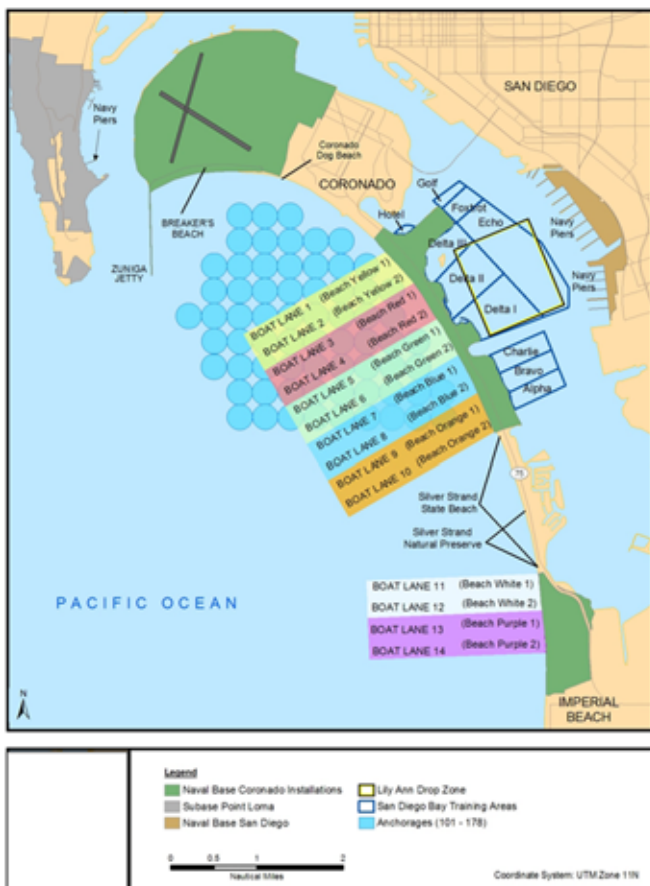 SAN DIEGO
Navy
Piers
Coronado
Dog Beach
CORONADO
Golf
Foxtrot
Hotel
Echo
Navy
Piers
BREAKER'S
BEACH
Delta III
ZUNIGA
JETTY
Delta II
Navy
Piers
BOAT LANE 1 (Beach Yellow 1)
BOAT LANE 2 (Beach Yellow 2)
Delta I
BOAT LANE 3 (Beach Red 1)
BOAT LANE 4 (Beach Red 2)
Charlie
BOAT LANE 5 (Beach Green 1)
Bravo
BOAT LANE 6 (Beach Green 2)
Alpha
BOAT LANE 7 (Beach Blue 1)
BOAT LANE 8 (Beach Blue 2)
BOAT LANE 9 (Beach Orange 1)
BOAT LANE 10 (Beach Orange 2)
75
Silver Strand
State Beach
Silver Strand
Natural Preserve
BOAT LANE 11 (Beach White 1)
PACIFIC OCEAN
BOAT LANE 12 (Beach White 2)
BOAT LANE 13 (Beach Purple 1)
BOAT LANE 14 (Beach Purple 2)
N
IMPERIAL
BEACH
Legend
Naval Base Coronado Installations
Lily Ann Drop Zone
Subase Point Loma
San Diego Bay Training Areas
Naval Base San Diego
Anchorages (101 - 178)
0 0.5 1 2
Nautical Miles
Coordinate System: UTM Zone 11N